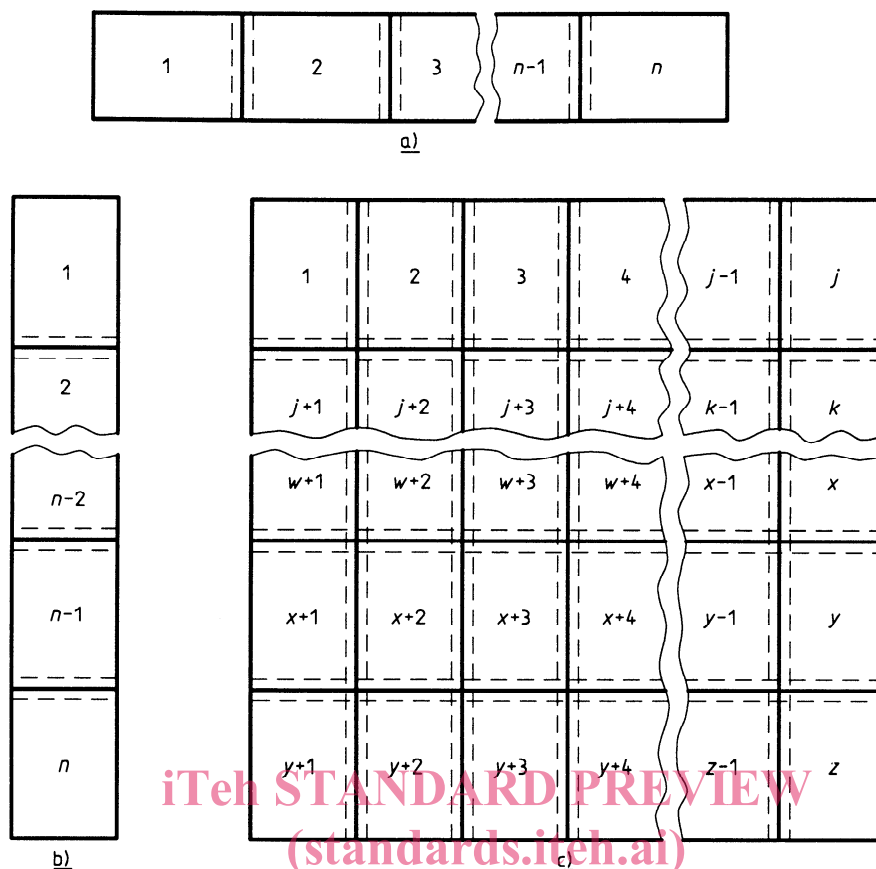 1 2 3 n-1 n
a)
1
2
n-2
n-1
n
b)
1 2 3 4 j-1 j
j+1 j+2 j+3 j+4 k-1 k
w+1 w+2 w+3 w+4 x-1 x
x+1 x+2 x+3 x+4 y-1 y
y+1 y+2 y+3 y+4 z-1 z
c)
iTeh STANDARD PREVIEW
(standards.iteh.ai)